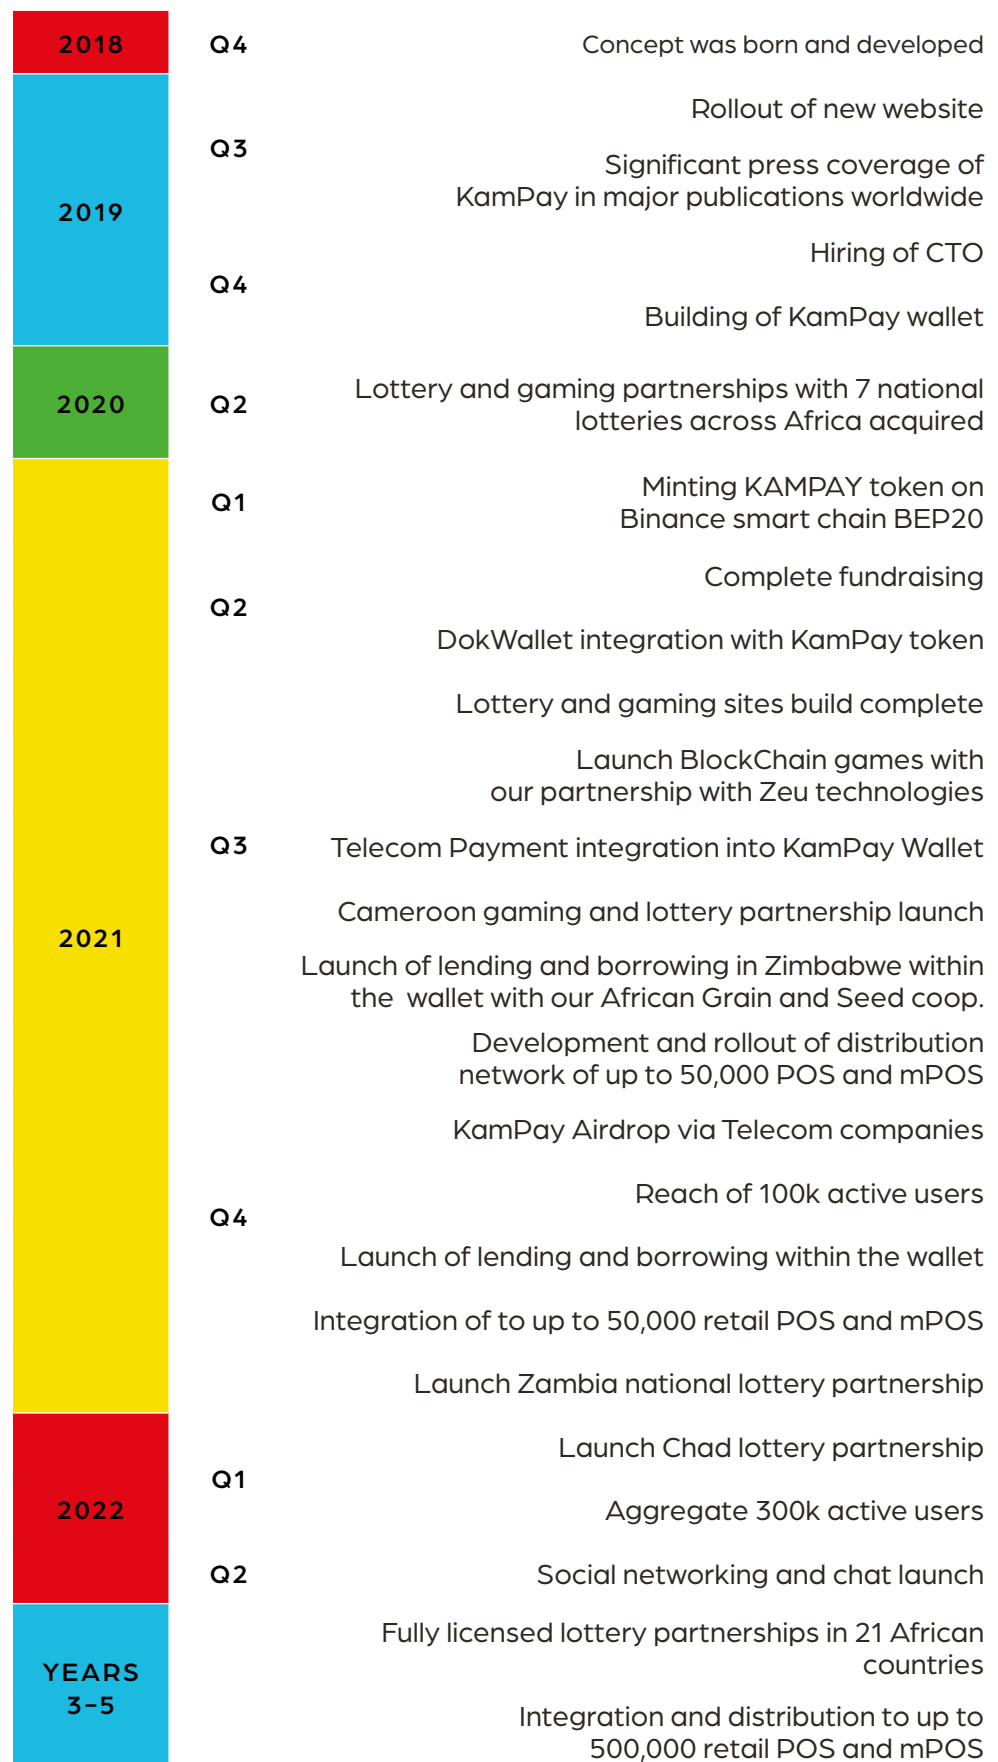 2018
Q4
Concept was born and developed
2019
Q3
Rollout of new website
Significant press coverage of
KamPay in major publications worldwide
Q4
Hiring of CTO
Building of KamPay wallet
2020
Q2
Lottery and gaming partnerships with 7 national
lotteries across Africa acquired
2021
Q1
Minting KAMPAY token on
Binance smart chain BEP20
Q2
Complete fundraising
DokWallet integration with KamPay token
Lottery and gaming sites build complete
Launch BlockChain games with
our partnership with Zeu technologies
Q3
Telecom Payment integration into KamPay Wallet
Cameroon gaming and lottery partnership launch
Launch of lending and borrowing in Zimbabwe within
the  wallet with our African Grain and Seed coop.
Development and rollout of distribution
network of up to 50,000 POS and mPOS
KamPay Airdrop via Telecom companies
Q4
Reach of 100k active users
Launch of lending and borrowing within the wallet
Integration of to up to 50,000 retail POS and mPOS
Launch Zambia national lottery partnership
2022
Q1
Launch Chad lottery partnership
Aggregate 300k active users
Q2
Social networking and chat launch
YEARS
3-5
Fully licensed lottery partnerships in 21 African
countries
Integration and distribution to up to
500,000 retail POS and mPOS